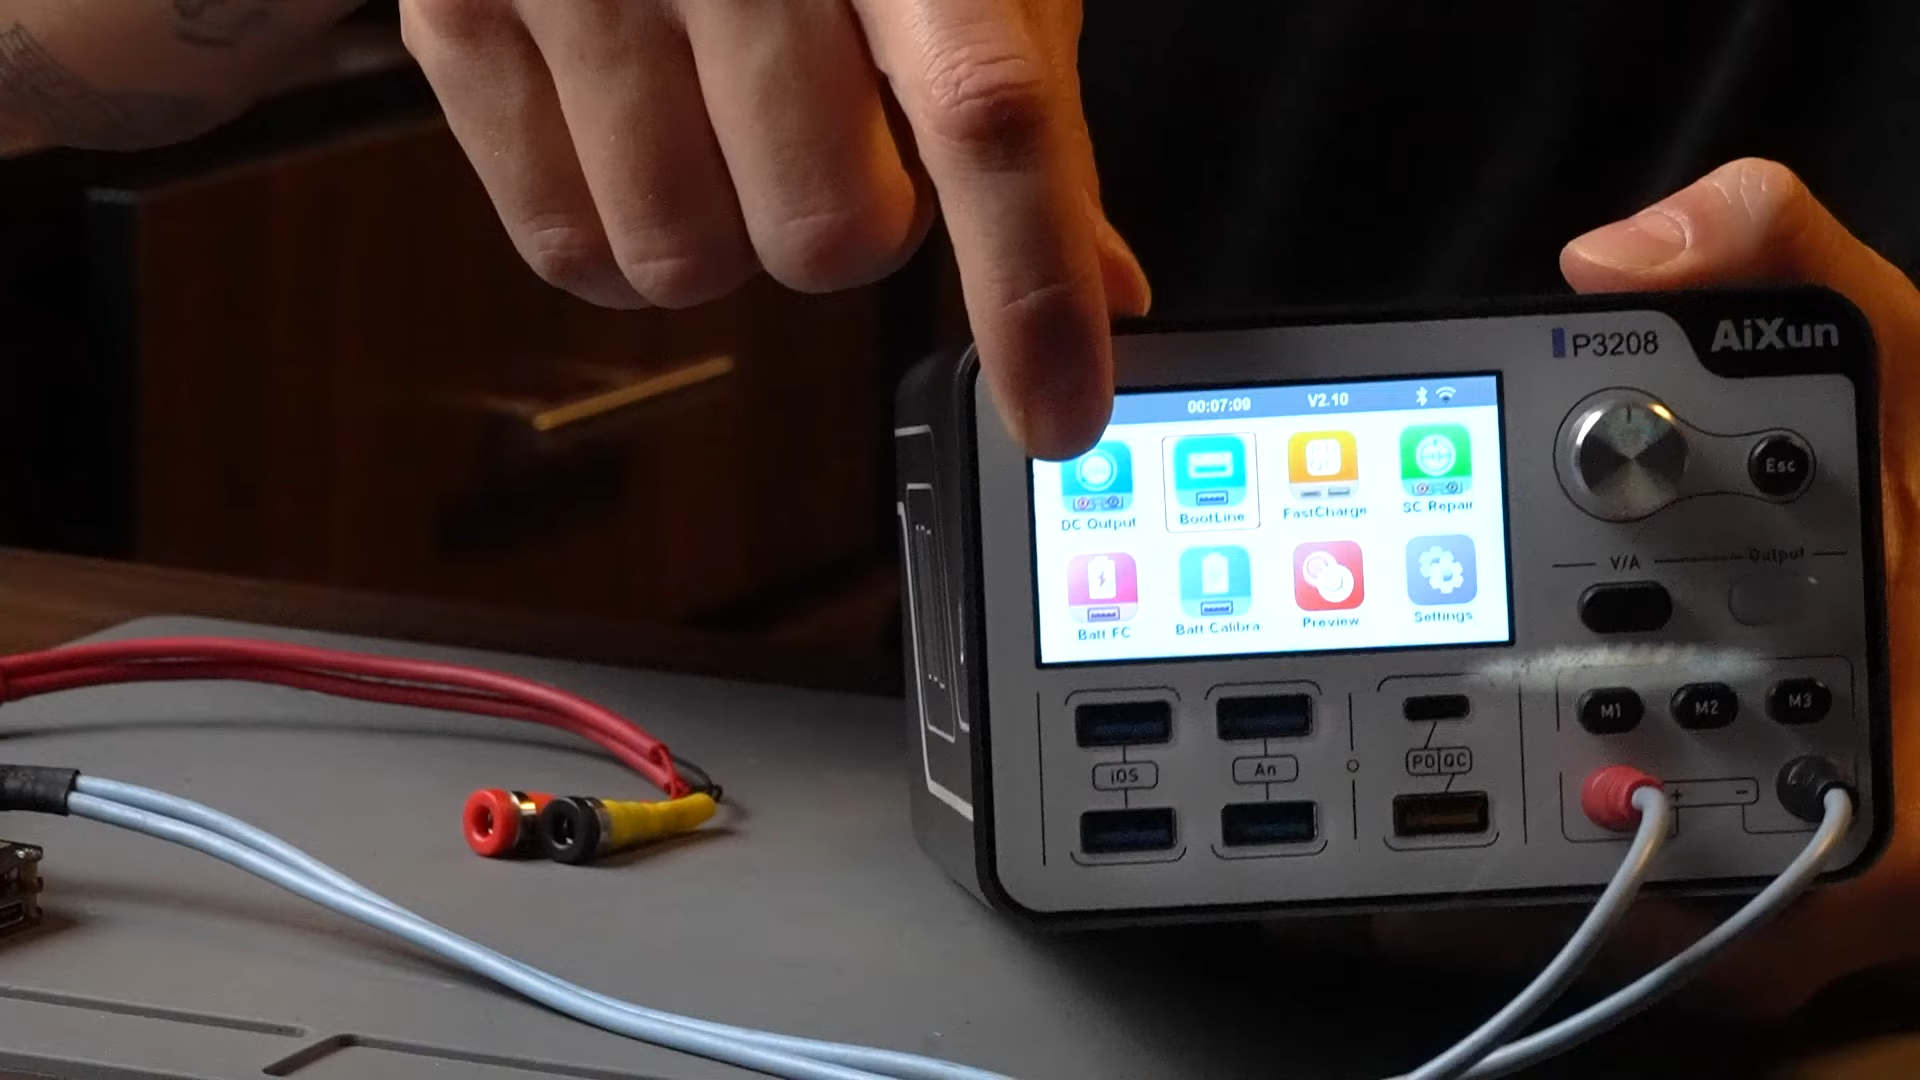 P3208
AiXun
00:07:09
V2.10
DC Output
BootLine
FastCharge
SC Repair
Batt FC
Batt Calibra
Preview
Settings
Esc
V/A
Output
M1
M2
M3
iOS
An
PD QC
+
-